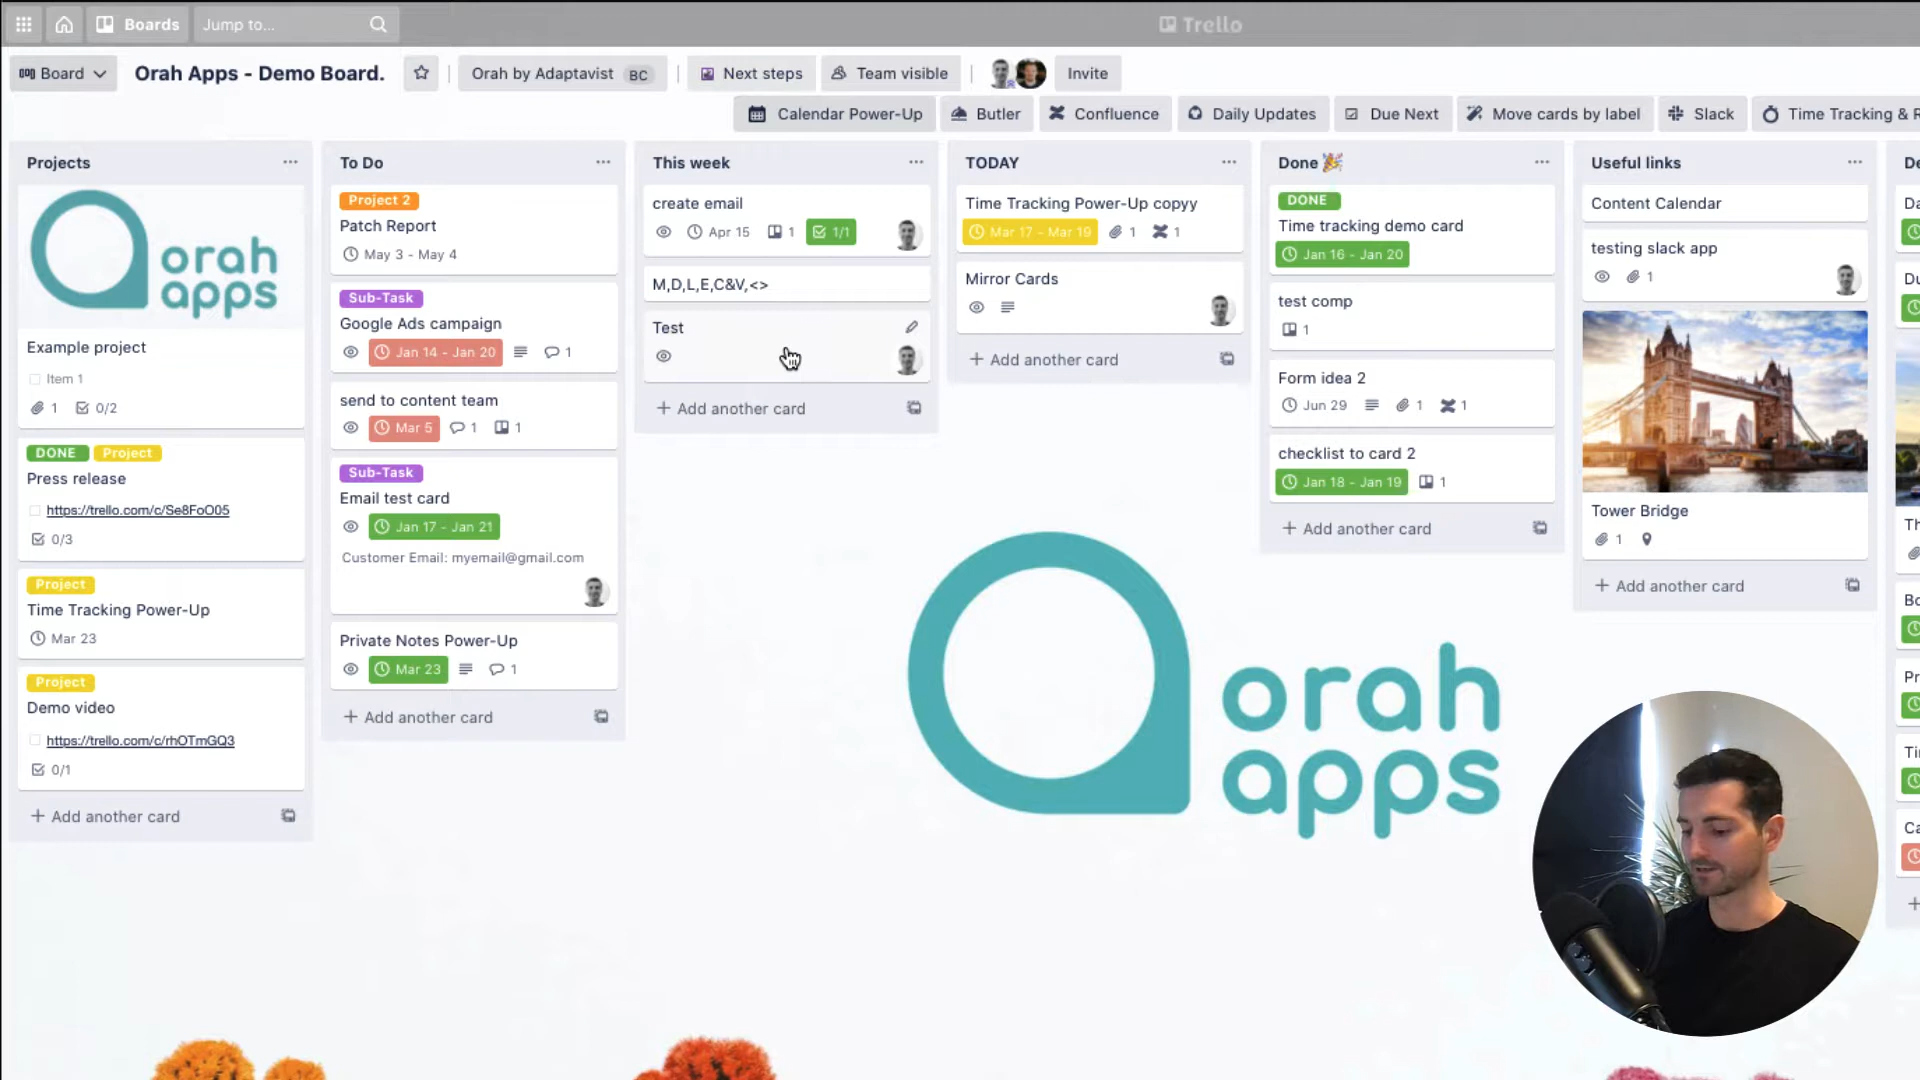 Boards
Jump to...
Trello
Board
Orah Apps - Demo Board.
Orah by Adaptavist BC
Next steps
Team visible
Invite
Calendar Power-Up
Butler
Confluence
Daily Updates
Due Next
Move cards by label
Slack
Time Tracking & R
Projects
orah
apps
Example project
Item 1
1
0/2
DONE
Project
Press release
https://trello.com/c/Se8FoO05
0/3
Project
Time Tracking Power-Up
Mar 23
Project
Demo video
https://trello.com/c/rhOTmGQ3
0/1
+ Add another card
To Do
Project 2
Patch Report
May 3 - May 4
Sub-Task
Google Ads campaign
Jan 14 - Jan 20
1
send to content team
Mar 5
1
1
Sub-Task
Email test card
Jan 17 - Jan 21
Customer Email: myemail@gmail.com
Private Notes Power-Up
Mar 23
1
+ Add another card
This week
create email
Apr 15
1
1/1
M,D,L,E,C&V,<>
Test
+ Add another card
TODAY
Time Tracking Power-Up copyy
Mar 17 - Mar 19
1
1
Mirror Cards
+ Add another card
Done
DONE
Time tracking demo card
Jan 16 - Jan 20
test comp
1
Form idea 2
Jun 29
1
1
checklist to card 2
Jan 18 - Jan 19
1
+ Add another card
Useful links
Content Calendar
testing slack app
1
Tower Bridge
1
+ Add another card
De
Da
Du
Th
Bo
Pr
Ti
Ca
+
orah
apps